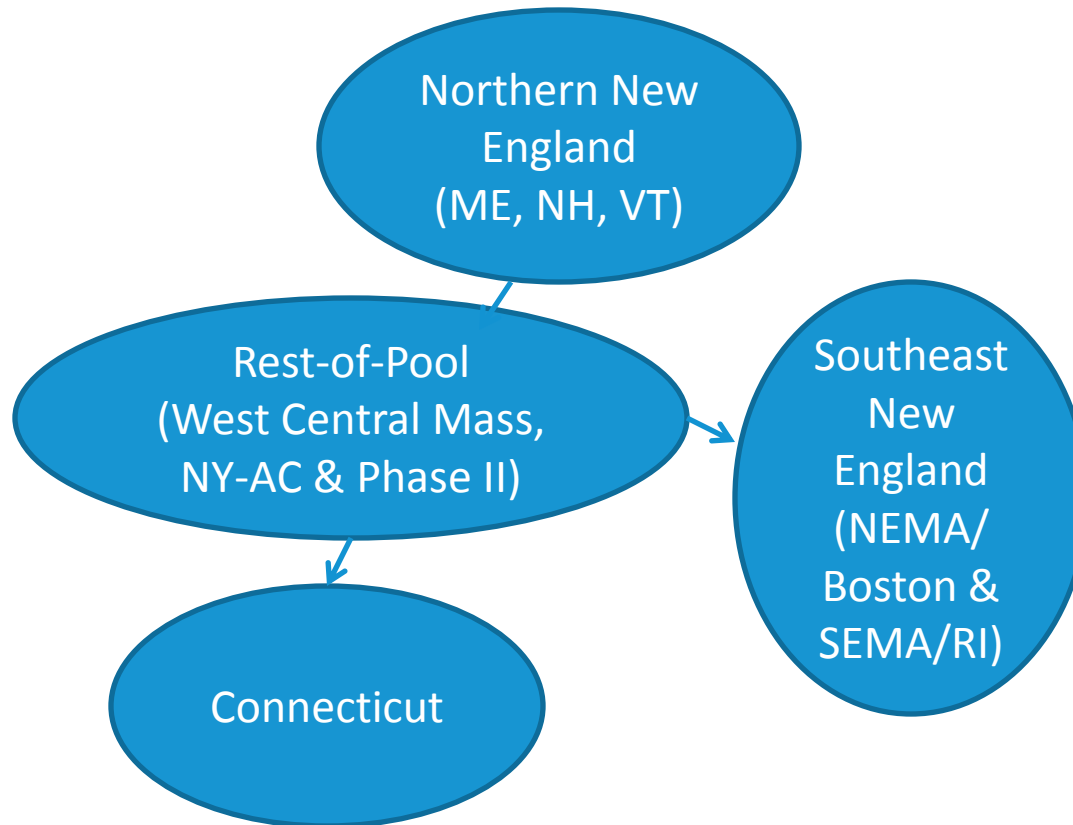 Northern New
England
(ME, NH, VT)
Rest-of-Pool
(West Central Mass,
NY-AC & Phase II)
Southeast
New
England
(NEMA/
Boston &
SEMA/RI)
Connecticut